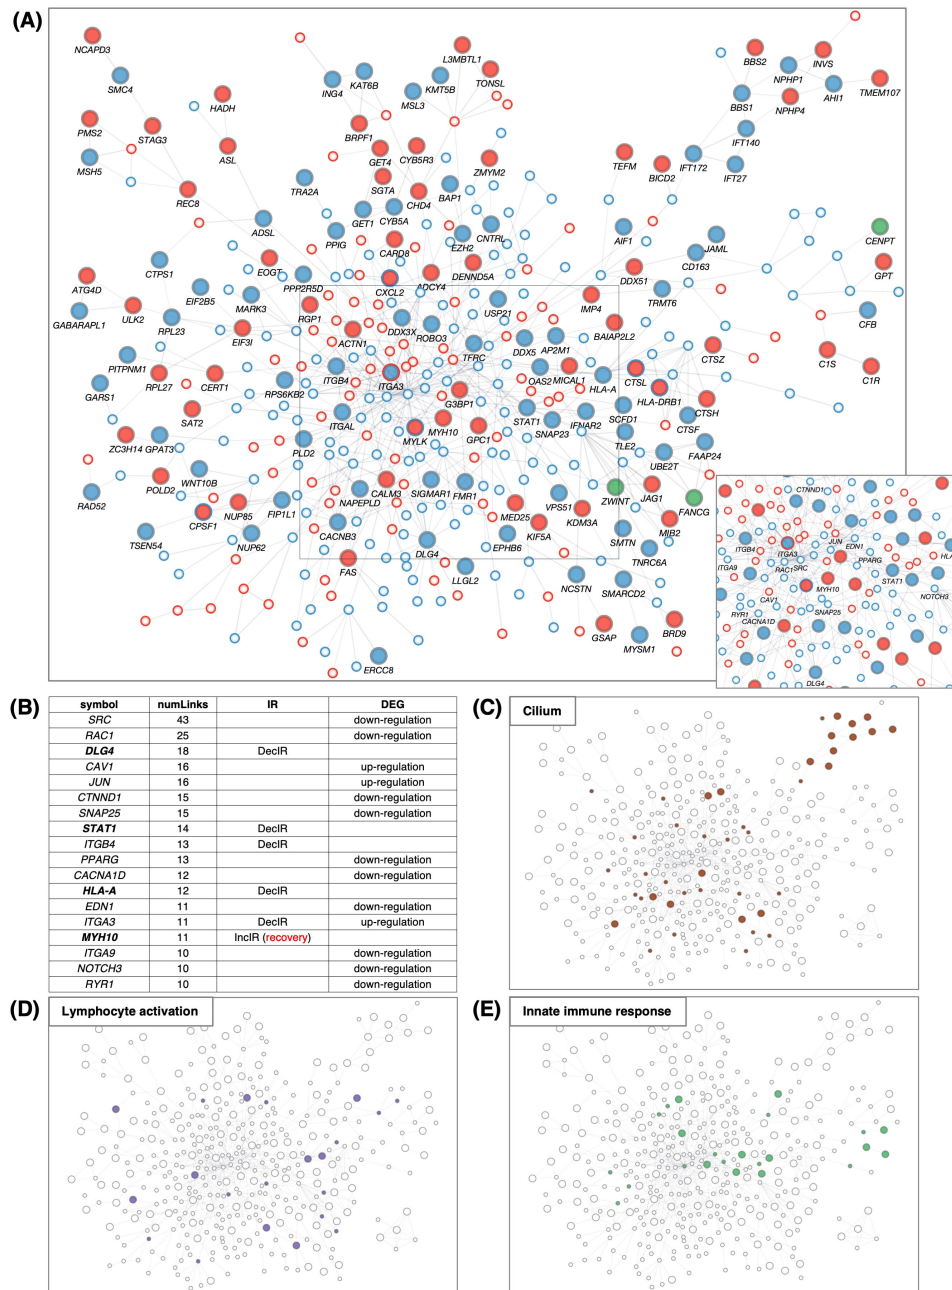 (A)
NCAPD3
SMC4
HADH
PMS2
STAG3
MSH5
ASL
REC8
ADSL
L3MBTL1
TONSL
ING4
KAT6B
MSL3
KMT5B
BRPF1
GET4
CYB5R3
ZMYM2
SGTA
TRA2A
CHD4
BAP1
GET1
CYB5A
PPIG
EZH2
CNTRL
CARD8
BBS2
INVS
NPHP1
BBS1
NPHP4
AHI1
TMEM107
IFT140
IFT172
IFT27
TEFM
BICD2
AIF1
JAML
CD163
CENPT
GPT
CTPS1
EOGT
PPP2R5D
CXCL2
ADCY4
DENND5A
DDX51
TRMT6
ATG4D
EIF2B5
MARK3
RGP1
USP21
IMP4
GABARAPL1
ULK2
RPL23
EIF3I
ACTN1
DDX3X
ROBO3
BAIAP2L2
CFB
TFRC
DDX5
AP2M1
CTSZ
C1S
PITPNM1
RPL27
CERT1
RPS6KB2
ITGB4
ITGA3
OAS2
MICAL1
HLA-A
CTSL
HLA-DRB1
C1R
GARS1
SAT2
ITGAL
G3BP1
CTSH
STAT1
SNAP23
IFNAR2
SCFD1
CTSF
ZC3H14
GPAT3
PLD2
MYLK
MYH10
GPC1
TLE2
FAAP24
POLD2
WNT10B
UBE2T
RAD52
NAPEPLD
CALM3
SIGMAR1
FMR1
ZWINT
JAG1
FANCG
CPSF1
NUP85
FIP1L1
MED25
VPS51
KDM3A
TSEN54
NUP62
CACNB3
KIF5A
MIB2
DLG4
EPHB6
SMTN
TNRC6A
FAS
LLGL2
NCSTN
SMARCD2
GSAP
MYSM1
BRD9
ERCC8
CTNND1
JUN
ITGB4
ITGA3
EDN1
HLA
ITGA9
RAC1
SRC
PPARG
STAT1
CAV1
MYH10
NOTCH3
RYR1
SNAP25
CACNA1D
DLG4
(B)
symbol numLinks IR DEG
SRC 43 down-regulation
RAC1 25 down-regulation
DLG4 18 DecIR
CAV1 16 up-regulation
JUN 16 up-regulation
CTNND1 15 down-regulation
SNAP25 15 down-regulation
STAT1 14 DecIR
ITGB4 13 DecIR
PPARG 13 down-regulation
CACNA1D 12 down-regulation
HLA-A 12 DecIR
EDN1 11 down-regulation
ITGA3 11 DecIR up-regulation
MYH10 11 IncIR (recovery)
ITGA9 10 down-regulation
NOTCH3 10 down-regulation
RYR1 10 down-regulation
(C) Cilium
(D) Lymphocyte activation
(E) Innate immune response